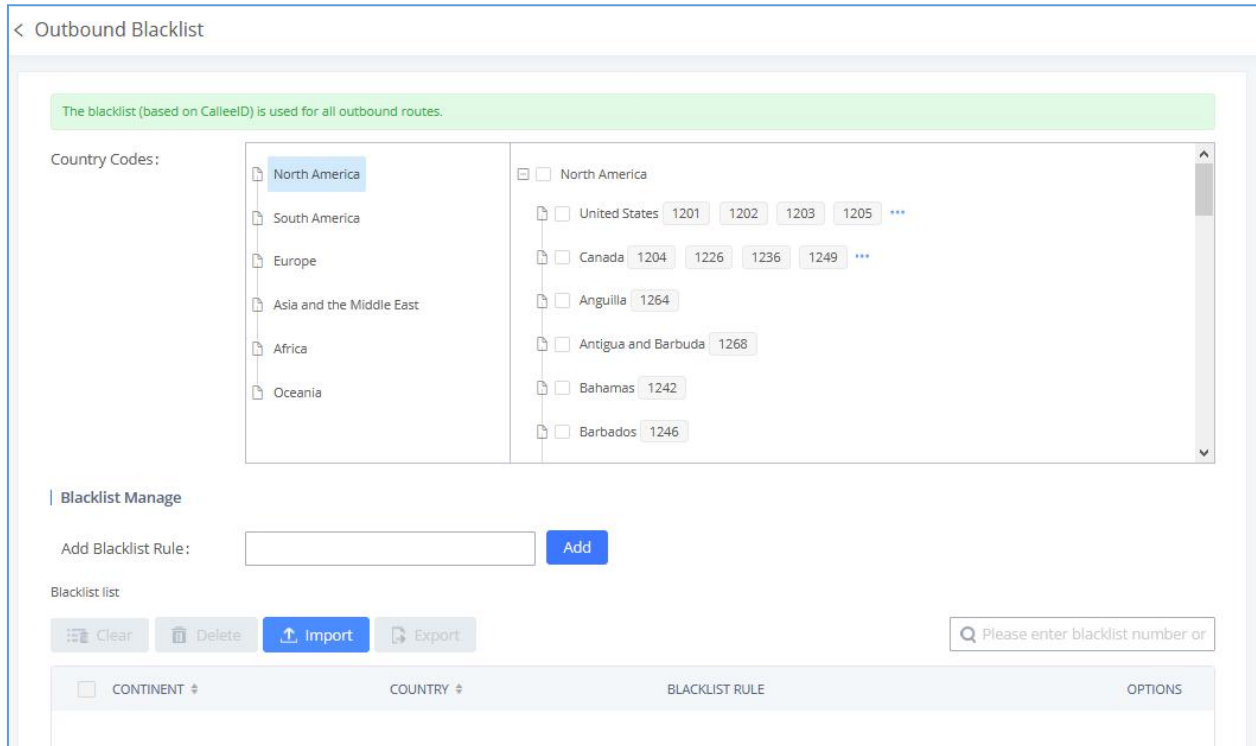 < Outbound Blacklist
The blacklist (based on CalleeID) is used for all outbound routes.
Country Codes:
North America
South America
Europe
Asia and the Middle East
Africa
Oceania
North America
United States 1201 1202 1203 1205 •••
Canada 1204 1226 1236 1249 •••
Anguilla 1264
Antigua and Barbuda 1268
Bahamas 1242
Barbados 1246
Blacklist Manage
Add Blacklist Rule: Add
Blacklist list
Clear Delete Import Export Please enter blacklist number or
CONTINENT COUNTRY BLACKLIST RULE OPTIONS